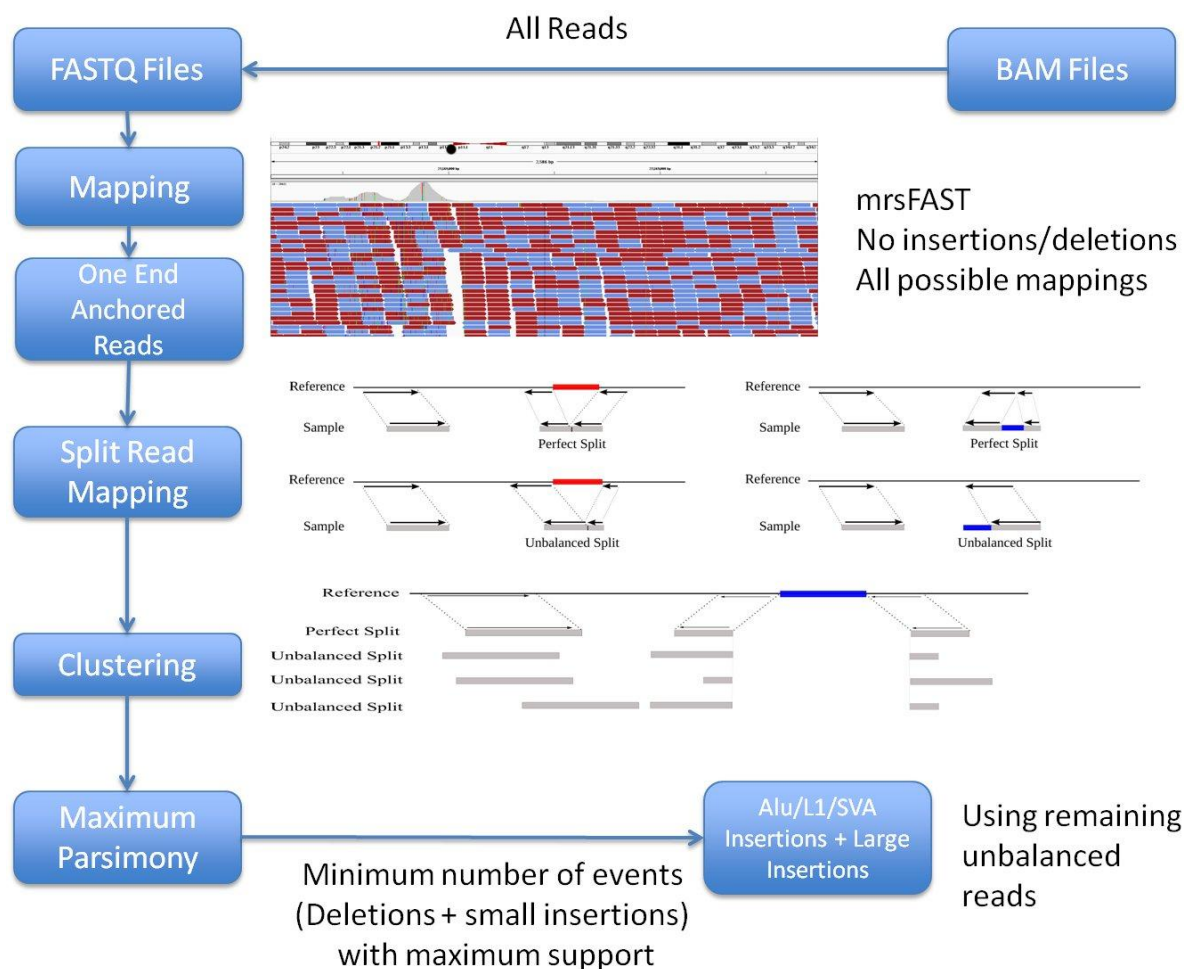 All Reads
FASTQ Files
BAM Files
Mapping
mrsFAST
No insertions/deletions
All possible mappings
One End
Anchored
Reads
Reference
Sample
Perfect Split
Reference
Sample
Perfect Split
Split Read
Mapping
Reference
Sample
Unbalanced Split
Reference
Sample
Unbalanced Split
Reference
Perfect Split
Unbalanced Split
Unbalanced Split
Unbalanced Split
Clustering
Maximum
Parsimony
Minimum number of events
(Deletions + small insertions)
with maximum support
Alu/L1/SVA
Insertions + Large
Insertions
Using remaining
unbalanced
reads